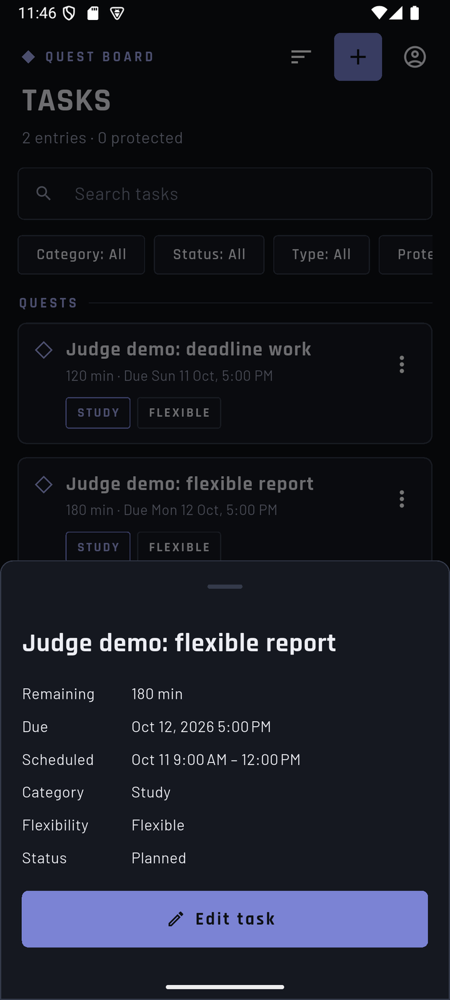 11:46
QUEST BOARD
TASKS
2 entries · 0 protected
Search tasks
Category: All
Status: All
Type: All
Prote
QUESTS
Judge demo: deadline work
120 min · Due Sun 11 Oct, 5:00 PM
STUDY
FLEXIBLE
Judge demo: flexible report
180 min · Due Mon 12 Oct, 5:00 PM
STUDY
FLEXIBLE
Judge demo: flexible report
Remaining 180 min
Due Oct 12, 2026 5:00 PM
Scheduled Oct 11 9:00 AM – 12:00 PM
Category Study
Flexibility Flexible
Status Planned
Edit task